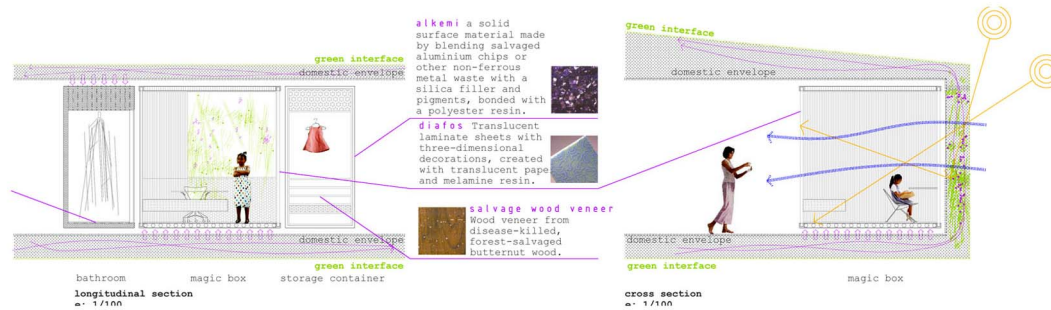 green interface
domestic envelope
alkemi a solid
surface material made
by blending salvaged
aluminium chips or
other non-ferrous
metal waste with a
silica filler and
pigments, bonded with
a polyester resin.
diafos Translucent
laminate sheets with
three-dimensional
decorations, created
with translucent pape
and melamine resin.
salvage wood veneer
Wood veneer from
disease-killed,
forest-salvaged
butternut wood.
domestic envelope
green interface
bathroom
magic box
storage container
longitudinal section
e: 1/100
green interface
domestic envelope
domestic envelope
green interface
magic box
cross section
e: 1/100